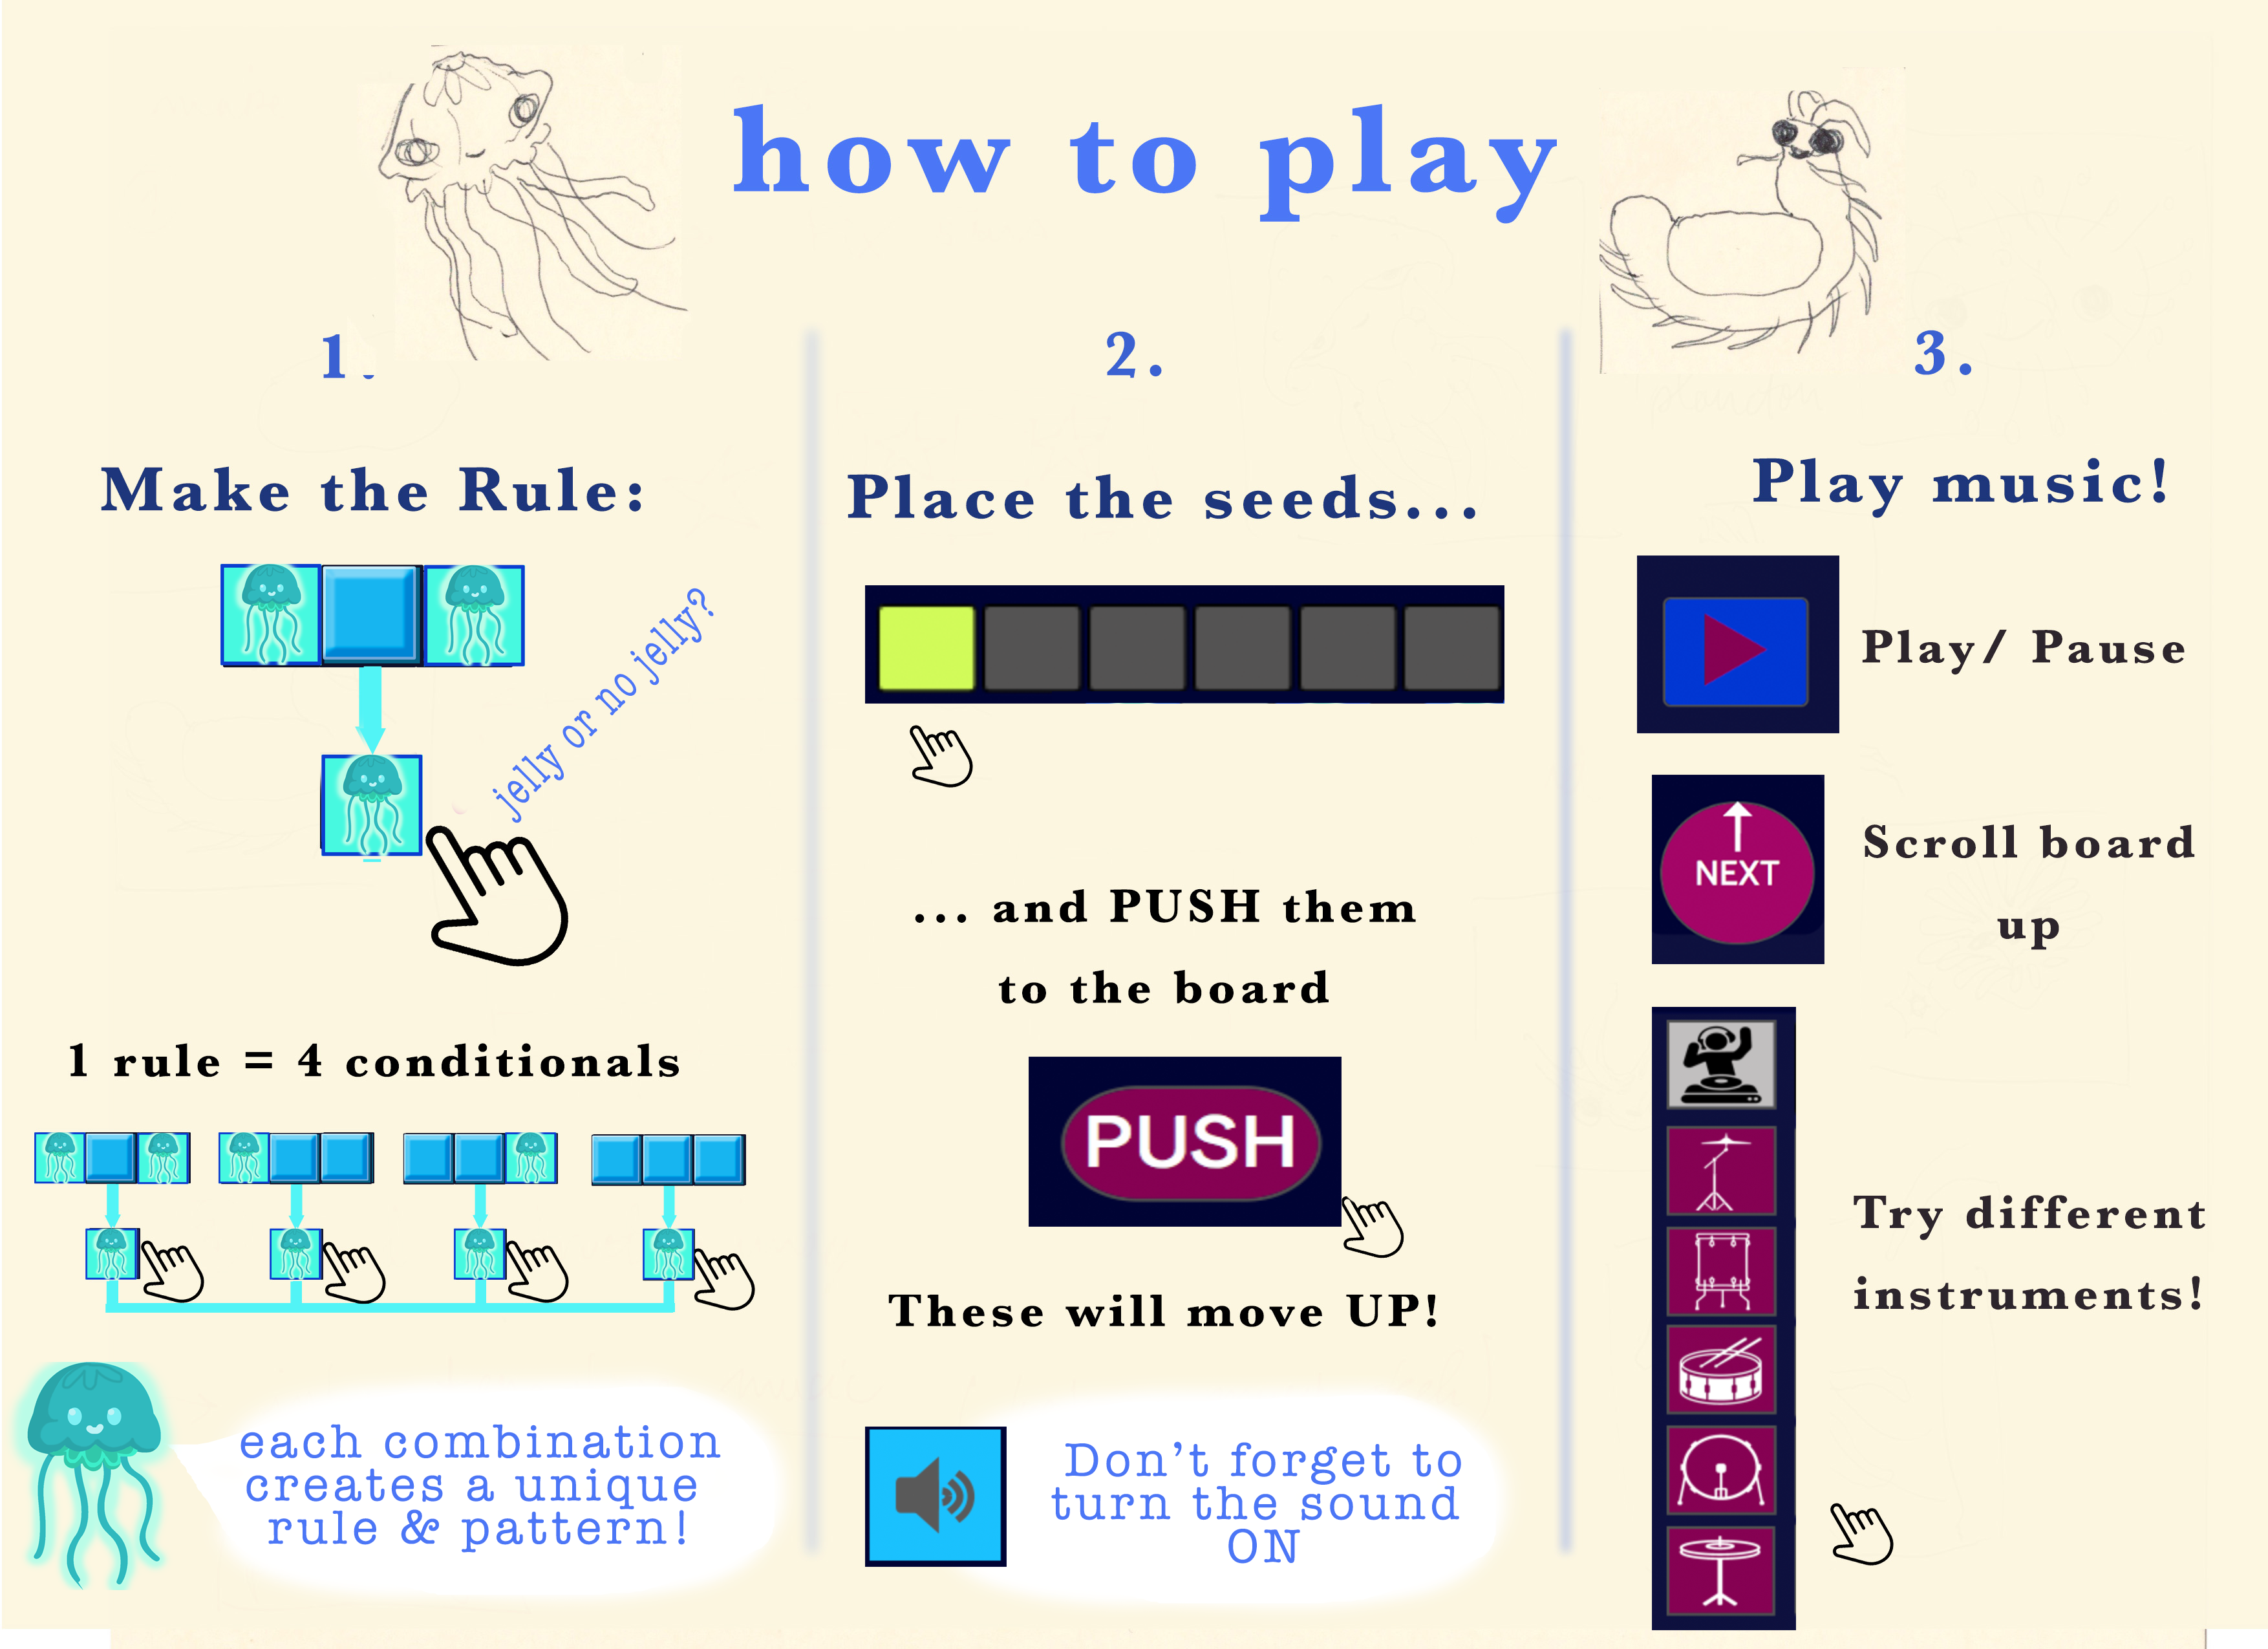 how to play
1.
Make the Rule:
jelly or no jelly?
1 rule = 4 conditionals
each combination
creates a unique
rule & pattern!
2.
Place the seeds...
... and PUSH them
to the board
PUSH
These will move UP!
Don't forget to
turn the sound
ON
3.
Play music!
Play/ Pause
NEXT
Scroll board
up
Try different
instruments!